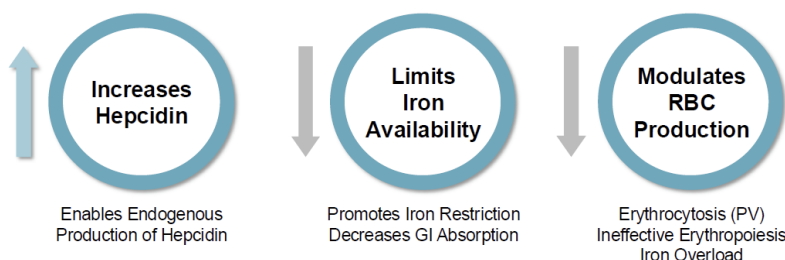 Increases
Hepcidin
Enables Endogenous
Production of Hepcidin
Limits
Iron
Availability
Promotes Iron Restriction
Decreases GI Absorption
Modulates
RBC
Production
Erythrocytosis (PV)
Ineffective Erythropoiesis
Iron Overload